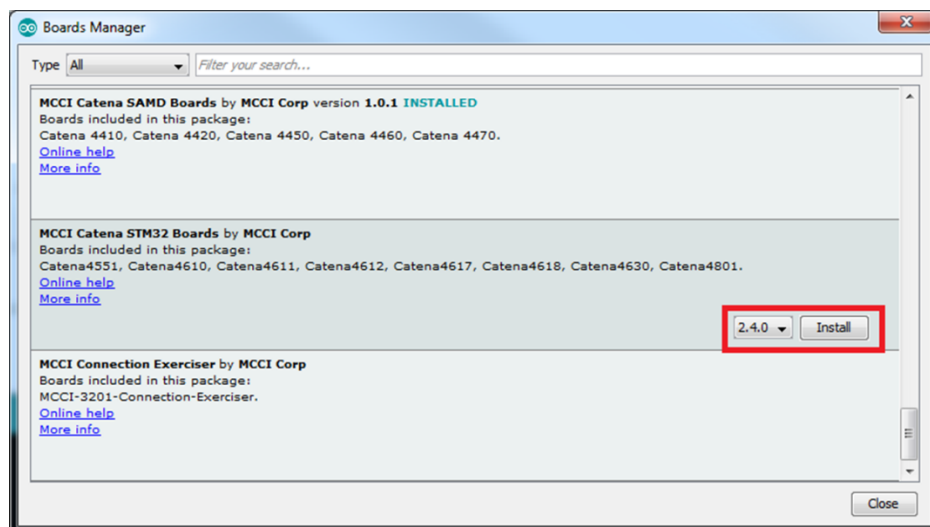 Boards Manager
Type All Filter your search...
MCCI Catena SAMD Boards by MCCI Corp version 1.0.1 INSTALLED
Boards included in this package:
Catena 4410, Catena 4420, Catena 4450, Catena 4460, Catena 4470.
Online help
More info
MCCI Catena STM32 Boards by MCCI Corp
Boards included in this package:
Catena4551, Catena4610, Catena4611, Catena4612, Catena4617, Catena4618, Catena4630, Catena4801.
Online help
More info
2.4.0 Install
MCCI Connection Exerciser by MCCI Corp
Boards included in this package:
MCCI-3201-Connection-Exerciser.
Online help
More info
Close